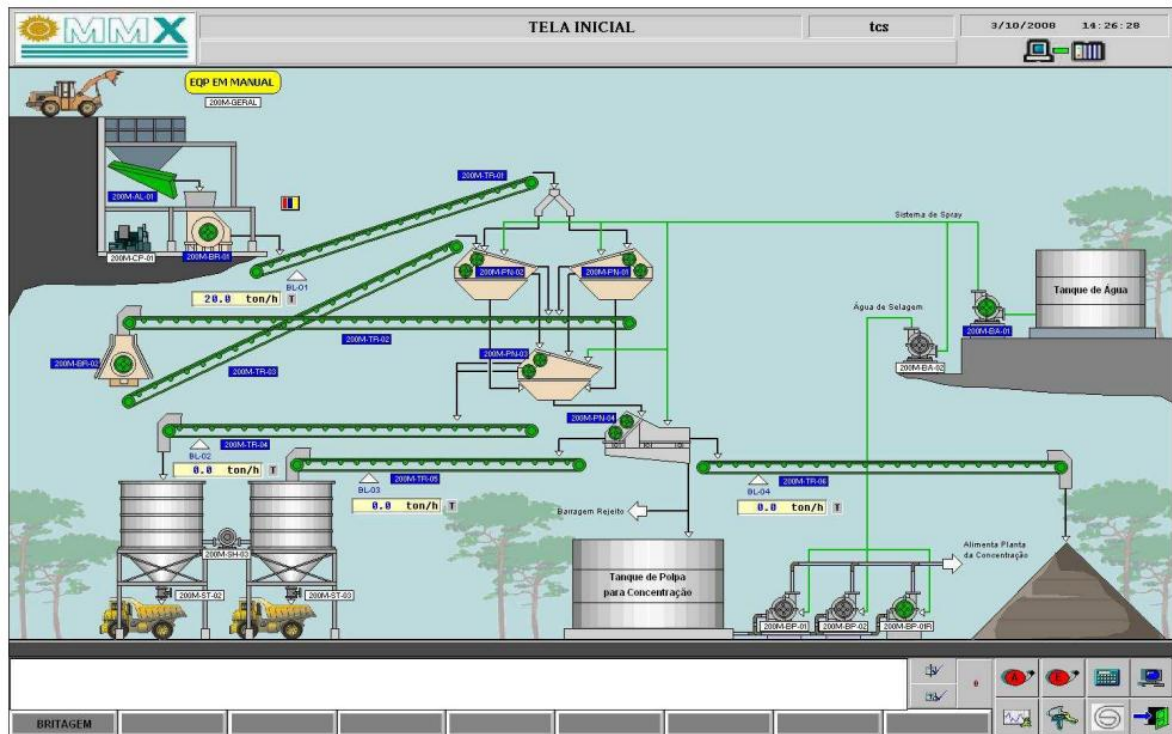 MMX
TELA INICIAL
tcs
3/10/2008 14:26:28
EQP EM MANUAL
200M-GERAL
200M-TR-01
200M-AL-01
Sistema de Spray
200M-CP-01
200M-BR-01
200M-PN-02
200M-PN-01
BL-01
20.0 ton/h T
Tanque de Água
Água de Selagem
200M-BA-01
200M-TR-02
200M-PN-03
200M-BR-02
200M-TR-03
200M-BA-02
200M-PN-04
200M-TR-04
BL-02
0.0 ton/h T
200M-TR-05
BL-03
0.0 ton/h T
200M-TR-06
BL-04
0.0 ton/h T
Barragem Rejeito
200M-SH-03
Alimenta Planta
da Concentração
Tanque de Polpa
para Concentração
200M-ST-02
200M-ST-03
200M-BP-01
200M-BP-02
200M-BP-01R
0
A
E
BRITAGEM